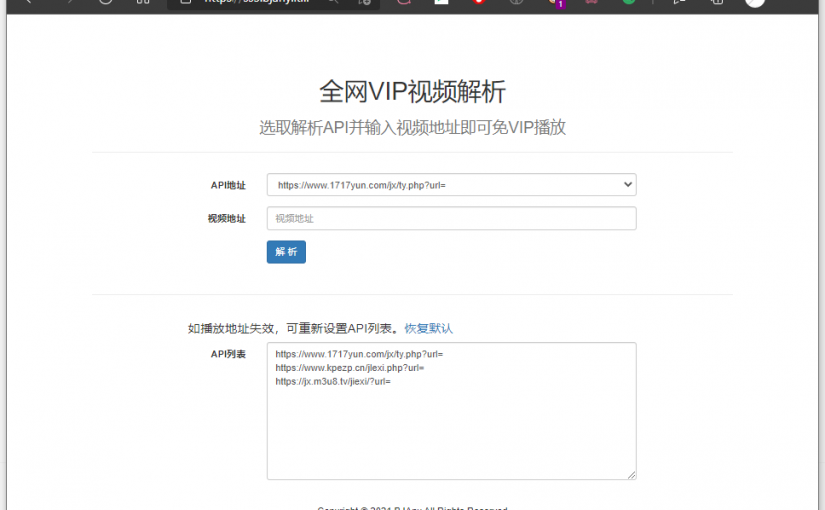 全网VIP视频解析
选取解析API并输入视频地址即可免VIP播放
API地址
https://www.1717yun.com/jx/ty.php?url=
视频地址
视频地址
解 析
如播放地址失效，可重新设置API列表。恢复默认
API列表
https://www.1717yun.com/jx/ty.php?url=
https://www.kpezp.cn/jlexi.php?url=
https://jx.m3u8.tv/jiexi/?url=